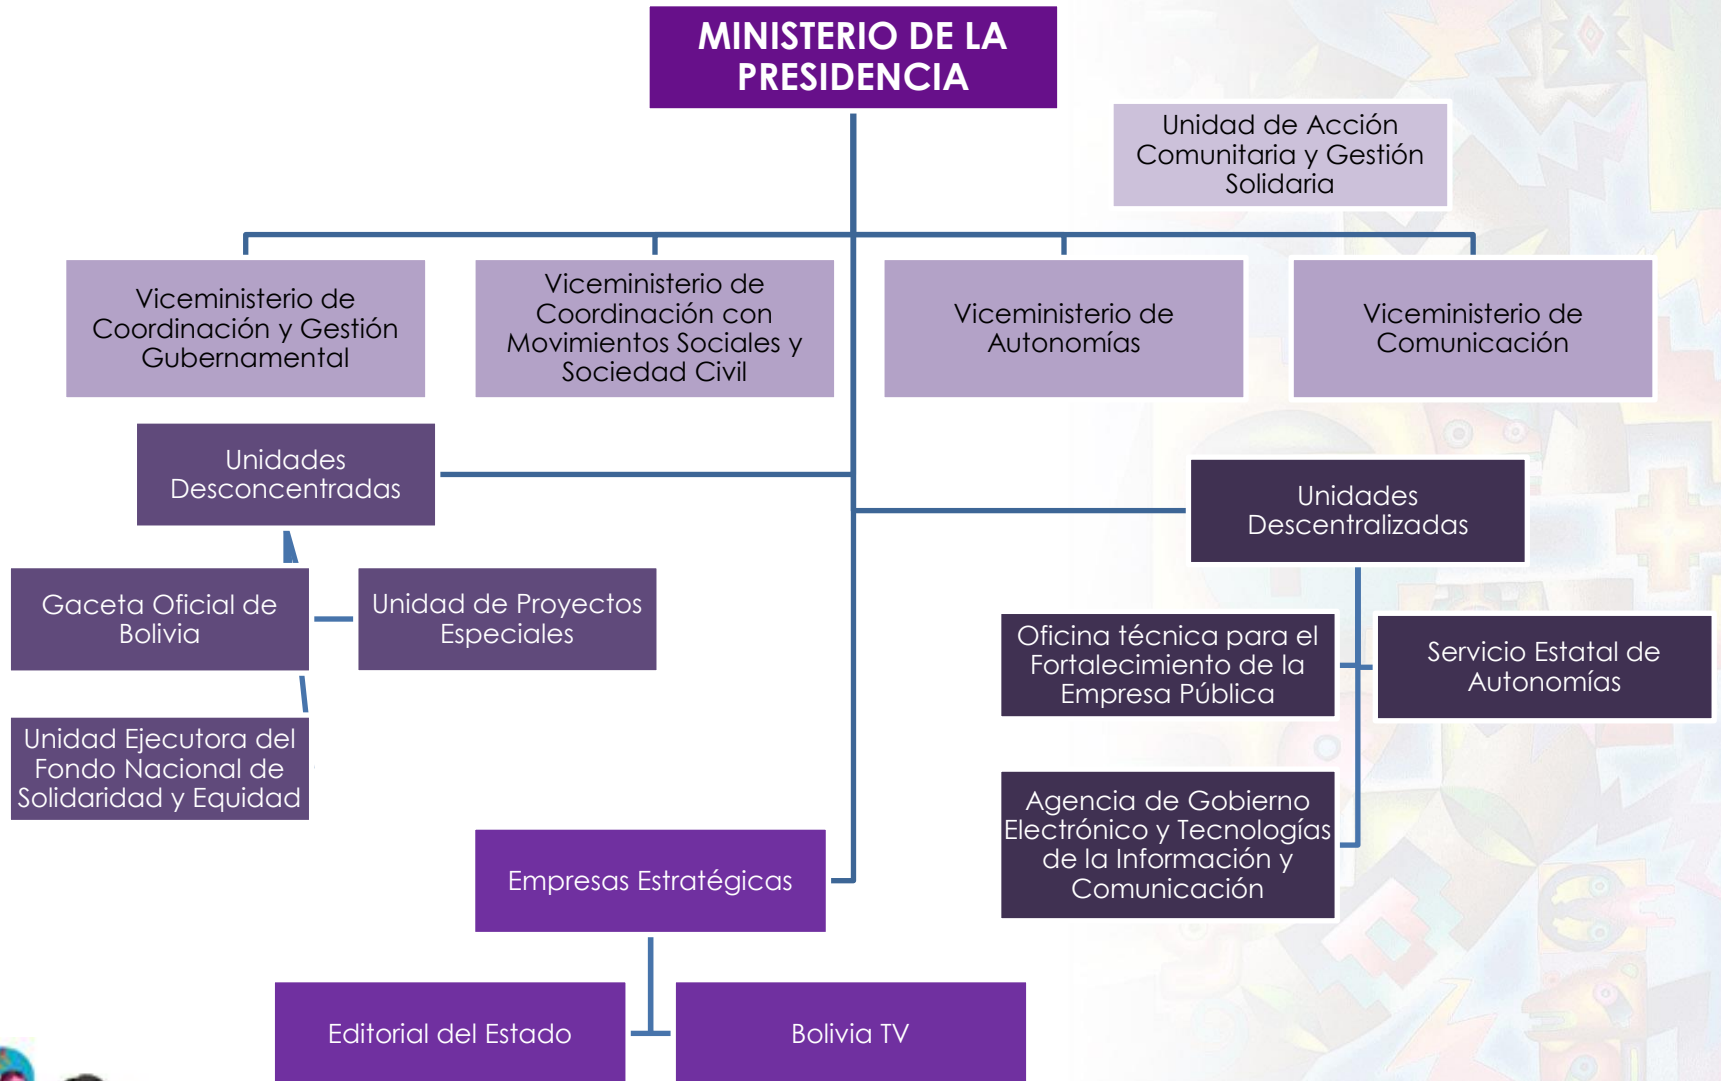 MINISTERIO DE LA
PRESIDENCIA
Unidad de Acción
Comunitaria y Gestión
Solidaria
Viceministerio de
Coordinación y Gestión
Gubernamental
Viceministerio de
Coordinación con
Movimientos Sociales y
Sociedad Civil
Viceministerio de
Autonomías
Viceministerio de
Comunicación
Unidades
Desconcentradas
Unidades
Descentralizadas
Gaceta Oficial de
Bolivia
Unidad de Proyectos
Especiales
Oficina técnica para el
Fortalecimiento de la
Empresa Pública
Servicio Estatal de
Autonomías
Unidad Ejecutora del
Fondo Nacional de
Solidaridad y Equidad
Agencia de Gobierno
Electrónico y Tecnologías
de la Información y
Comunicación
Empresas Estratégicas
Editorial del Estado
Bolivia TV